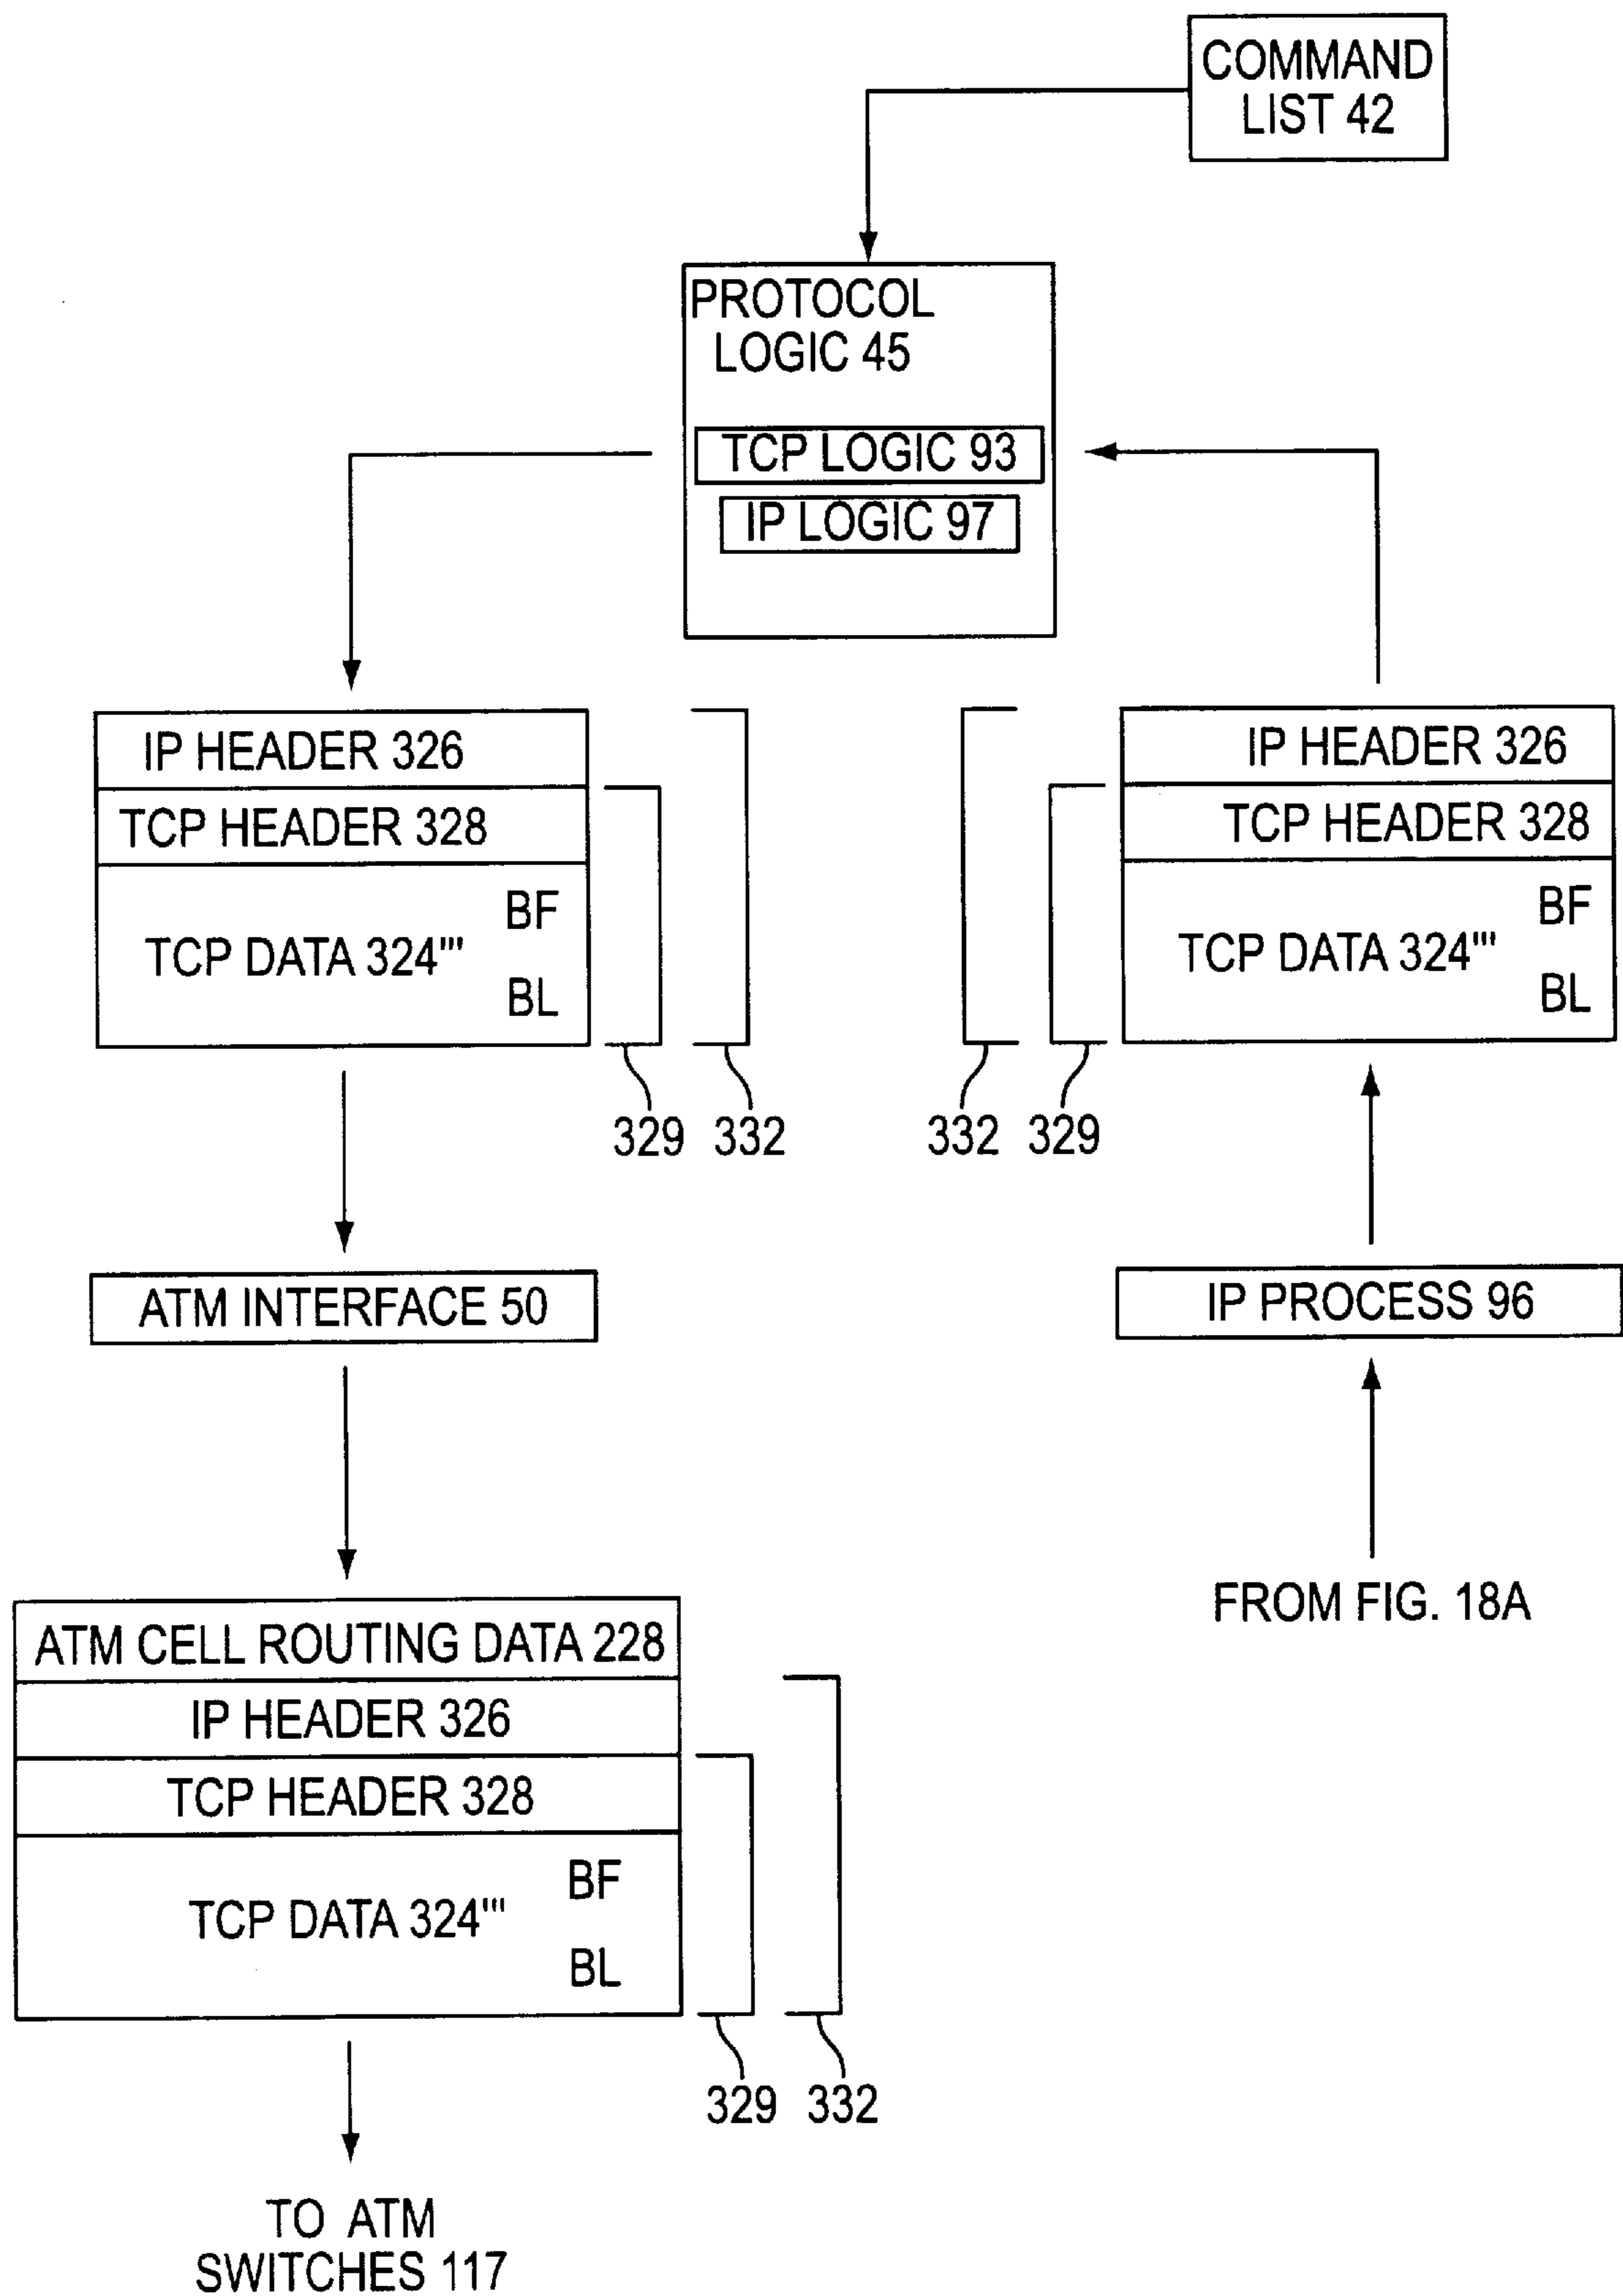 COMMAND
LIST 42
PROTOCOL
LOGIC 45
TCP LOGIC 93
IP LOGIC 97
IP HEADER 326
TCP HEADER 328
BF
TCP DATA 324'''
BL
329 332
IP HEADER 326
TCP HEADER 328
BF
TCP DATA 324'''
BL
332 329
ATM INTERFACE 50
IP PROCESS 96
FROM FIG. 18A
ATM CELL ROUTING DATA 228
IP HEADER 326
TCP HEADER 328
BF
TCP DATA 324'''
BL
329 332
TO ATM
SWITCHES 117